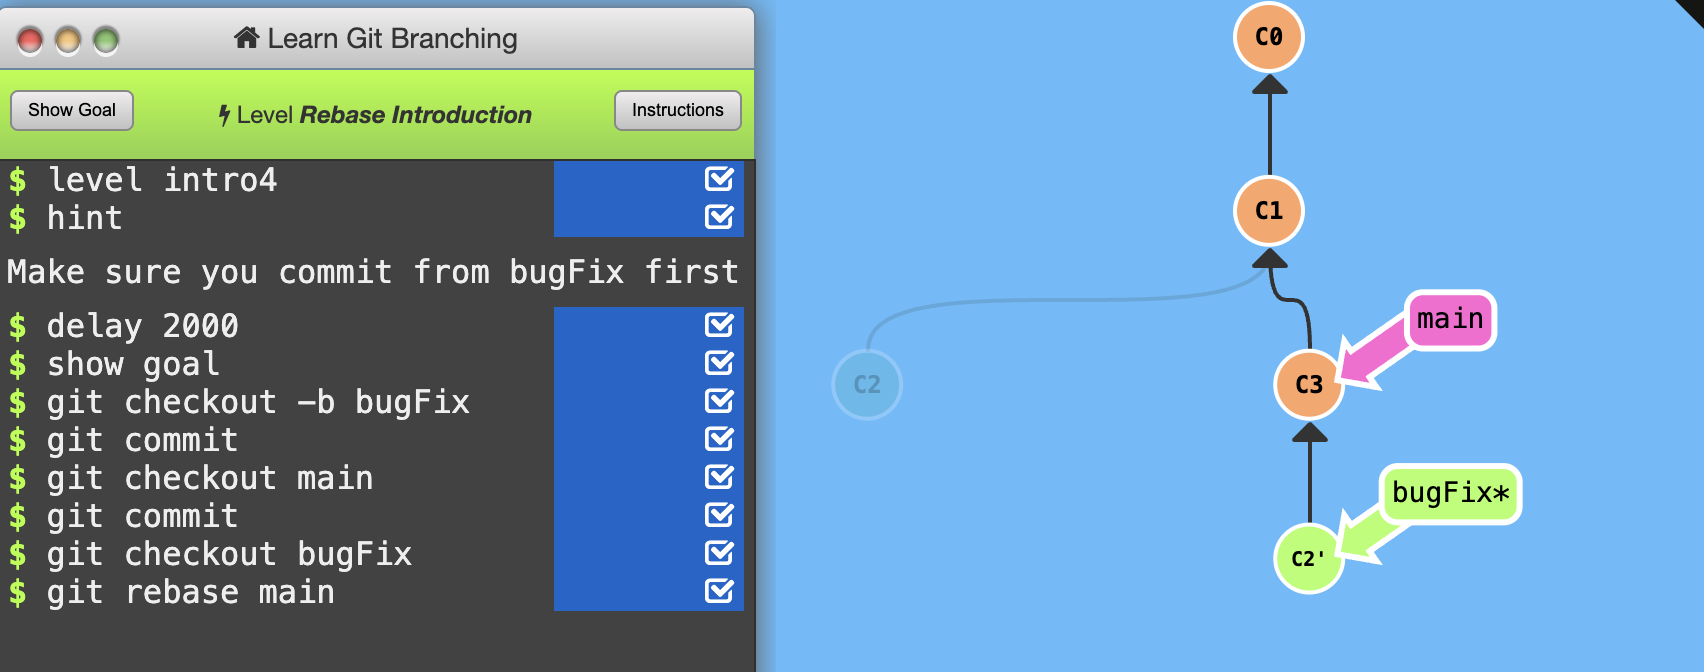 Learn Git Branching
Show Goal
Level Rebase Introduction
Instructions
$ level intro4
$ hint
Make sure you commit from bugFix first
$ delay 2000
$ show goal
$ git checkout -b bugFix
$ git commit
$ git checkout main
$ git commit
$ git checkout bugFix
$ git rebase main
C0
C1
main
C2
C3
bugFix*
C2'